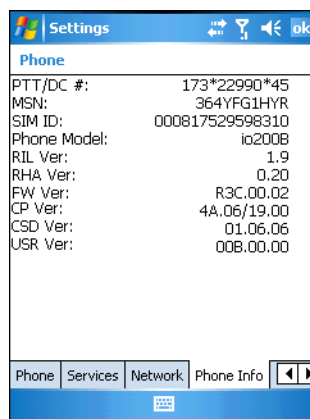 Settings
ok
Phone
PTT/DC #: 173*22990*45
MSN: 364YFG1HYR
SIM ID: 000817529598310
Phone Model: io200B
RIL Ver: 1.9
RHA Ver: 0.20
FW Ver: R3C.00.02
CP Ver: 4A.06/19.00
CSD Ver: 01.06.06
USR Ver: 00B.00.00
Phone Services Network Phone Info